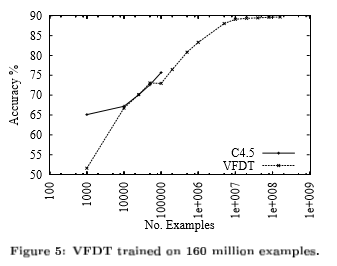 90
85
80
75
70
65
60
55
50
Accuracy %
C4.5
VFDT
100
1000
10000
100000
1e+006
1e+007
1e+008
1e+009
No. Examples
Figure 5: VFDT trained on 160 million examples.